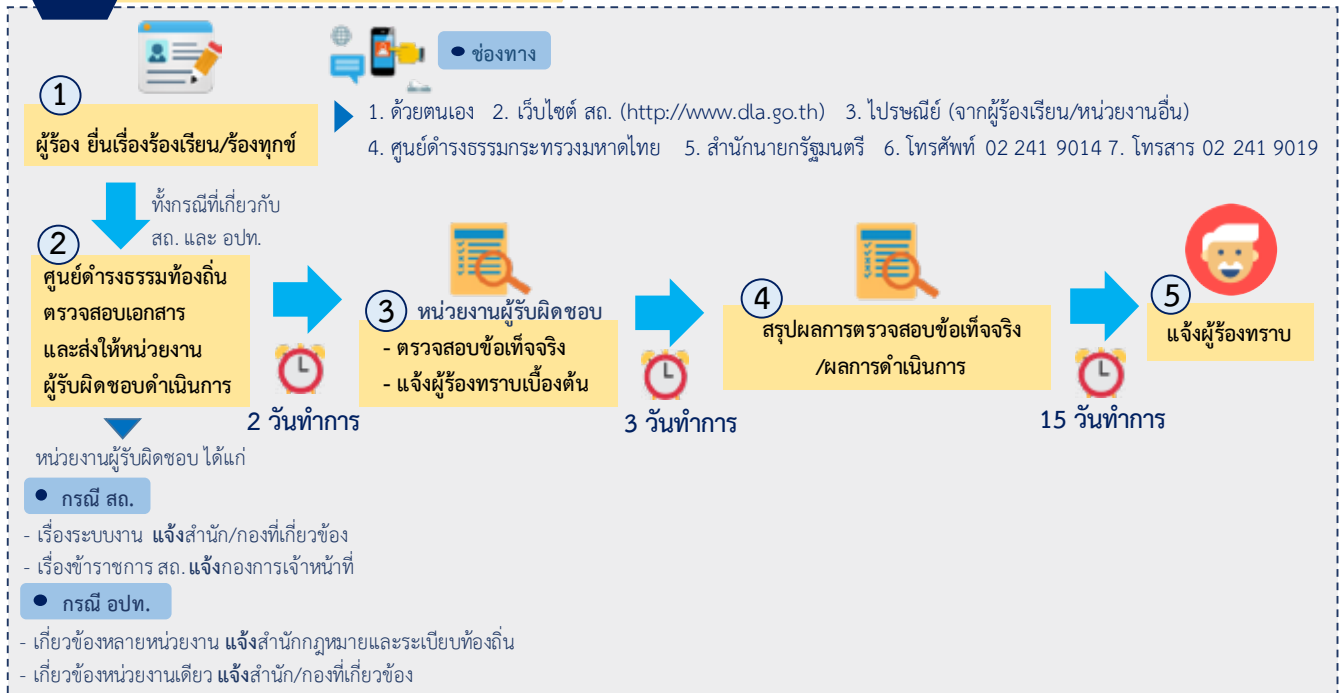 ช่องทาง
1
ผู้ร้อง ยื่นเรื่องร้องเรียน/ร้องทุกข์
1. ด้วยตนเอง 2. เว็บไซต์ สถ. (http://www.dla.go.th) 3. ไปรษณีย์ (จากผู้ร้องเรียน/หน่วยงานอื่น)
4. ศูนย์ดำรงธรรมกระทรวงมหาดไทย 5. สำนักนายกรัฐมนตรี 6. โทรศัพท์ 02 241 9014 7. โทรสาร 02 241 9019
ทั้งกรณีที่เกี่ยวกับ
สถ. และ อปท.
2
ศูนย์ดำรงธรรมท้องถิ่น
ตรวจสอบเอกสาร
และส่งให้หน่วยงาน
ผู้รับผิดชอบดำเนินการ
2 วันทำการ
3 หน่วยงานผู้รับผิดชอบ
- ตรวจสอบข้อเท็จจริง
- แจ้งผู้ร้องทราบเบื้องต้น
3 วันทำการ
4
สรุปผลการตรวจสอบข้อเท็จจริง
/ผลการดำเนินการ
15 วันทำการ
5
แจ้งผู้ร้องทราบ
หน่วยงานผู้รับผิดชอบ ได้แก่
กรณี สถ.
- เรื่องระบบงาน แจ้งสำนัก/กองที่เกี่ยวข้อง
- เรื่องข้าราชการ สถ. แจ้งกองการเจ้าหน้าที่
กรณี อปท.
- เกี่ยวข้องหลายหน่วยงาน แจ้งสำนักกฎหมายและระเบียบท้องถิ่น
- เกี่ยวข้องหน่วยงานเดียว แจ้งสำนัก/กองที่เกี่ยวข้อง